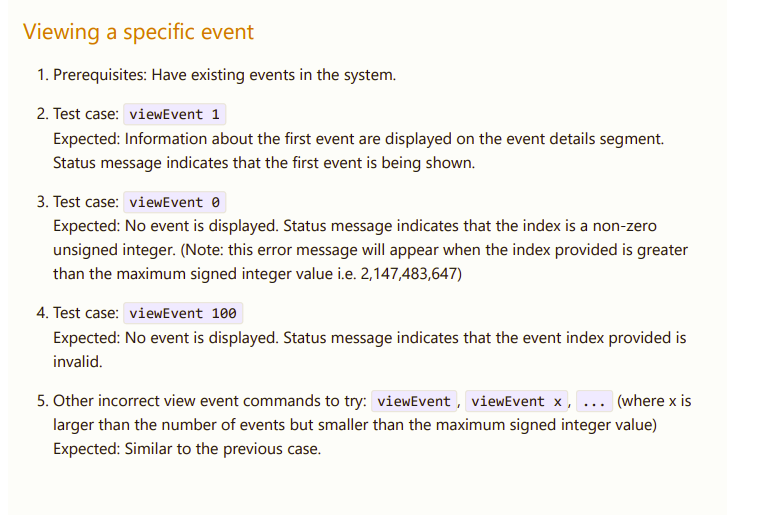 Viewing a specific event
1. Prerequisites: Have existing events in the system.
2. Test case: viewEvent 1
Expected: Information about the first event are displayed on the event details segment.
Status message indicates that the first event is being shown.
3. Test case: viewEvent 0
Expected: No event is displayed. Status message indicates that the index is a non-zero
unsigned integer. (Note: this error message will appear when the index provided is greater
than the maximum signed integer value i.e. 2,147,483,647)
4. Test case: viewEvent 100
Expected: No event is displayed. Status message indicates that the event index provided is
invalid.
5. Other incorrect view event commands to try: viewEvent, viewEvent x, ... (where x is
larger than the number of events but smaller than the maximum signed integer value)
Expected: Similar to the previous case.